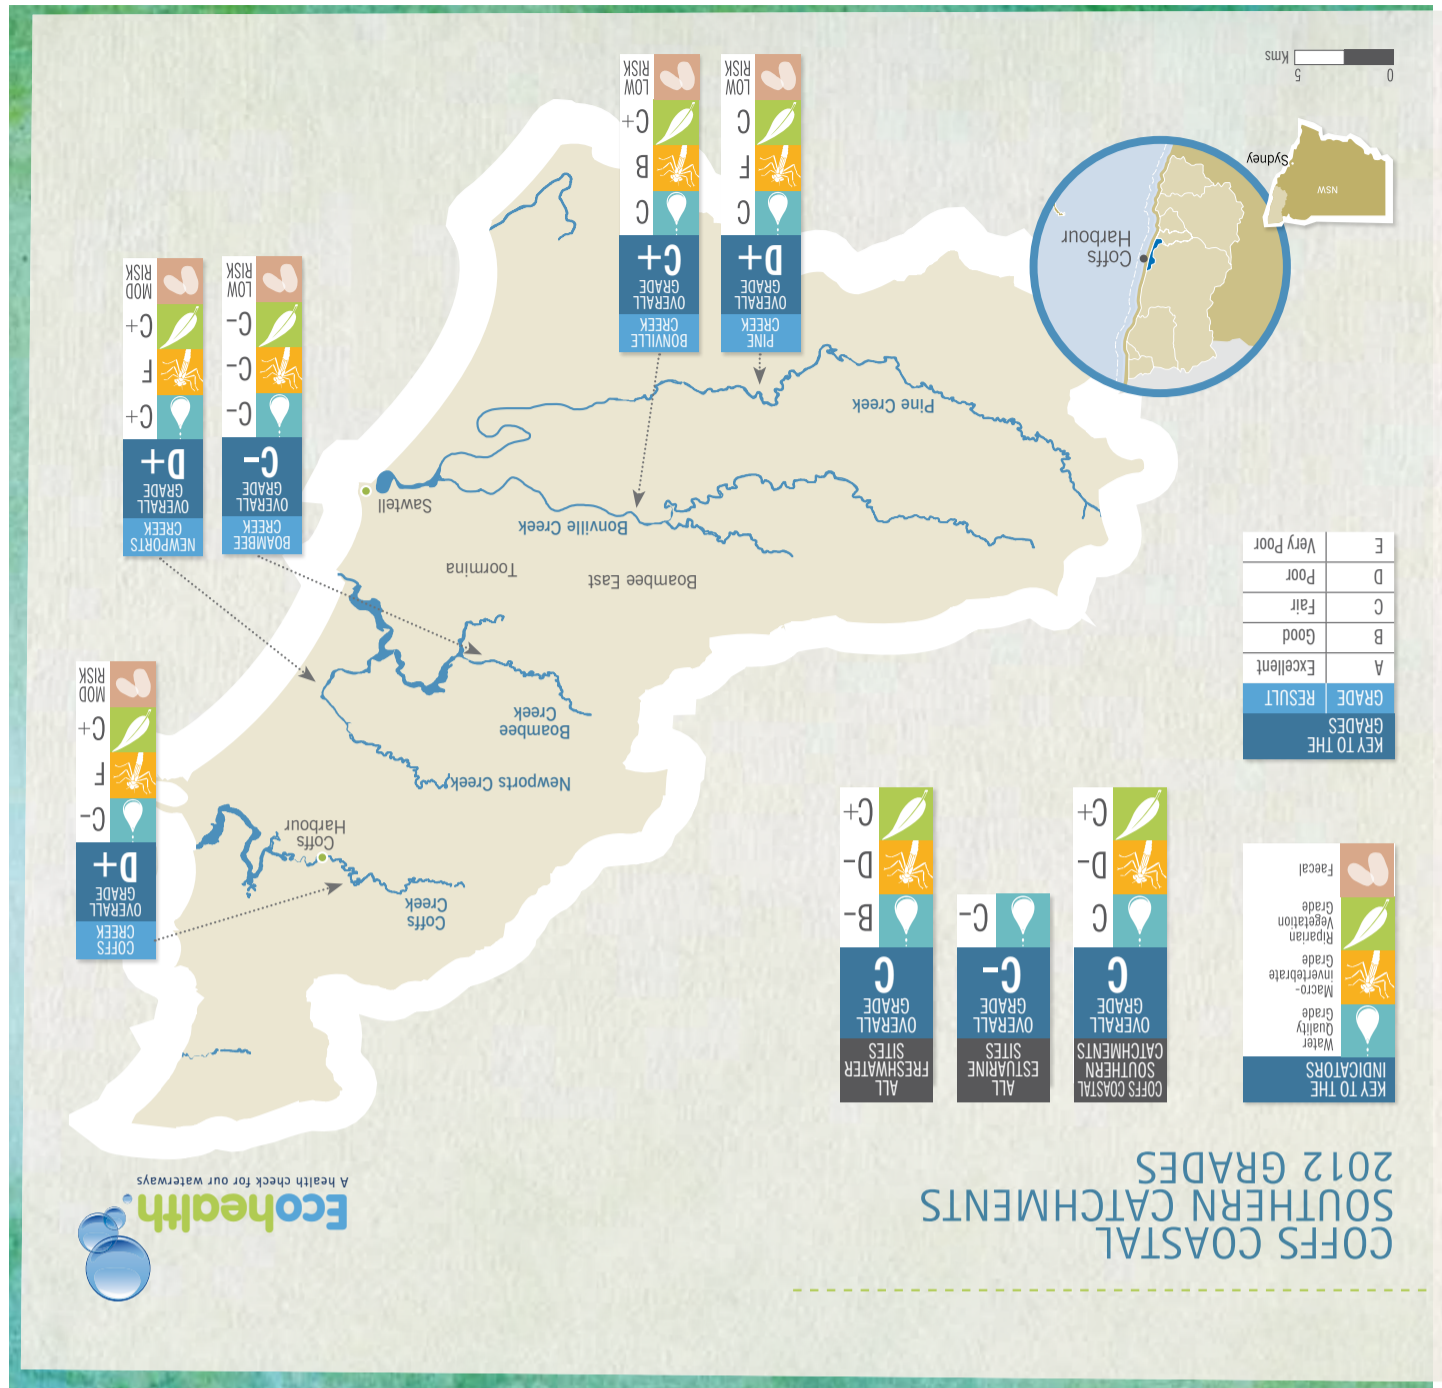 COFFS COASTAL
SOUTHERN CATCHMENTS
2012 GRADES
Ecohealth
A health check for our waterways
KEY TO THE
INDICATORS
Water
Quality
Grade
Macro-
invertebrate
Grade
Riparian
Vegetation
Grade
Faecal
COFFS COASTAL
SOUTHERN
CATCHMENTS
OVERALL
GRADE
C
C
D-
C+
ALL
ESTUARINE
SITES
OVERALL
GRADE
C-
C-
ALL
FRESHWATER
SITES
OVERALL
GRADE
C
B-
D-
C+
KEY TO THE
GRADES
GRADE RESULT
A Excellent
B Good
C Fair
D Poor
E Very Poor
COFFS
CREEK
OVERALL
GRADE
D+
C-
F
C+
MOD
RISK
Coffs
Creek
Coffs
Harbour
Newports Creek
Boambee
Creek
Boambee East
Toormina
Bonville Creek
Sawtell
Pine Creek
BOAMBEE
CREEK
OVERALL
GRADE
C-
C-
C-
C-
LOW
RISK
NEWPORTS
CREEK
OVERALL
GRADE
D+
C+
F
C+
MOD
RISK
PINE
CREEK
OVERALL
GRADE
D+
C
F
C
LOW
RISK
BONVILLE
CREEK
OVERALL
GRADE
C+
C
B
C+
LOW
RISK
Coffs
Harbour
NSW
Sydney
0 5
Kms